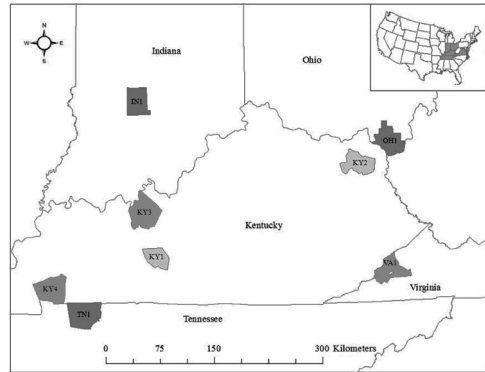 N
W E
S
Indiana
Ohio
IN1
OH1
KY2
KY3
Kentucky
KY1
VA1
KY4
Virginia
TN1
Tennessee
0 75 150 300 Kilometers